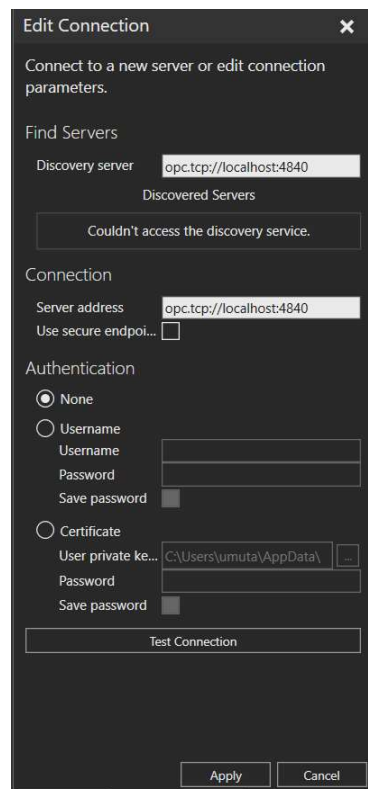 Edit Connection
Connect to a new server or edit connection
parameters.
Find Servers
Discovery server opc.tcp://localhost:4840
Discovered Servers
Couldn't access the discovery service.
Connection
Server address opc.tcp://localhost:4840
Use secure endpoi...
Authentication
None
Username
Username
Password
Save password
Certificate
User private ke... C:\Users\umuta\AppData\ ...
Password
Save password
Test Connection
Apply Cancel